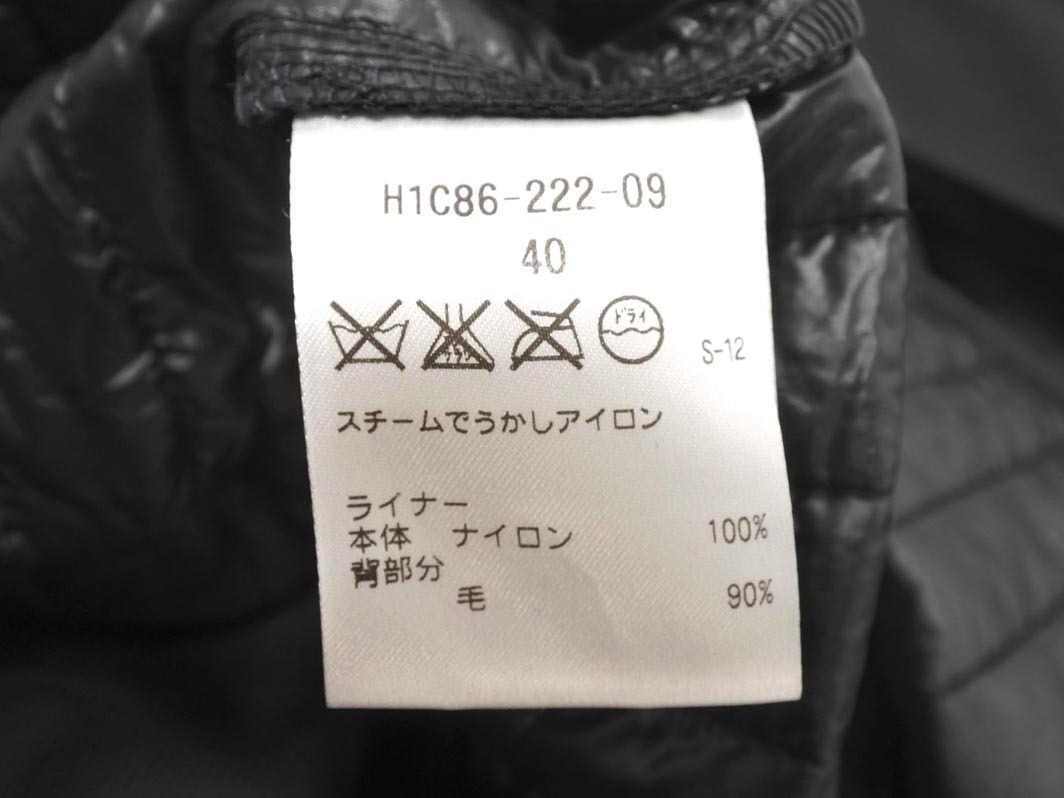 H1C86-222-09
40
ドライ
S-12
スチームでうかしアイロン
ライナー
本体 ナイロン 100%
背部分
毛 90%